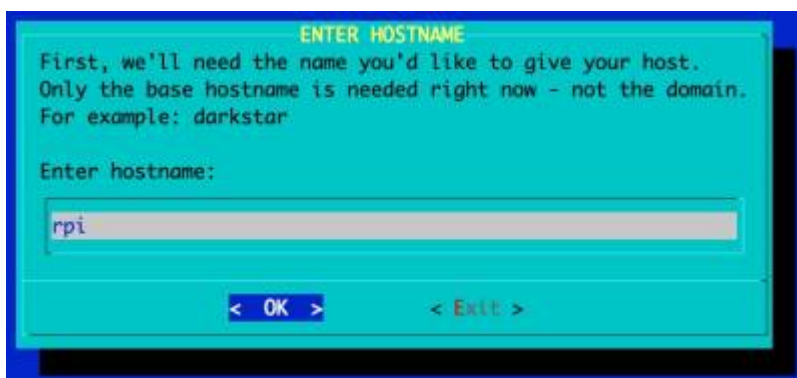 ENTER HOSTNAME
First, we'll need the name you'd like to give your host.
Only the base hostname is needed right now - not the domain.
For example: darkstar
Enter hostname:
rpi
< OK > < Exit >